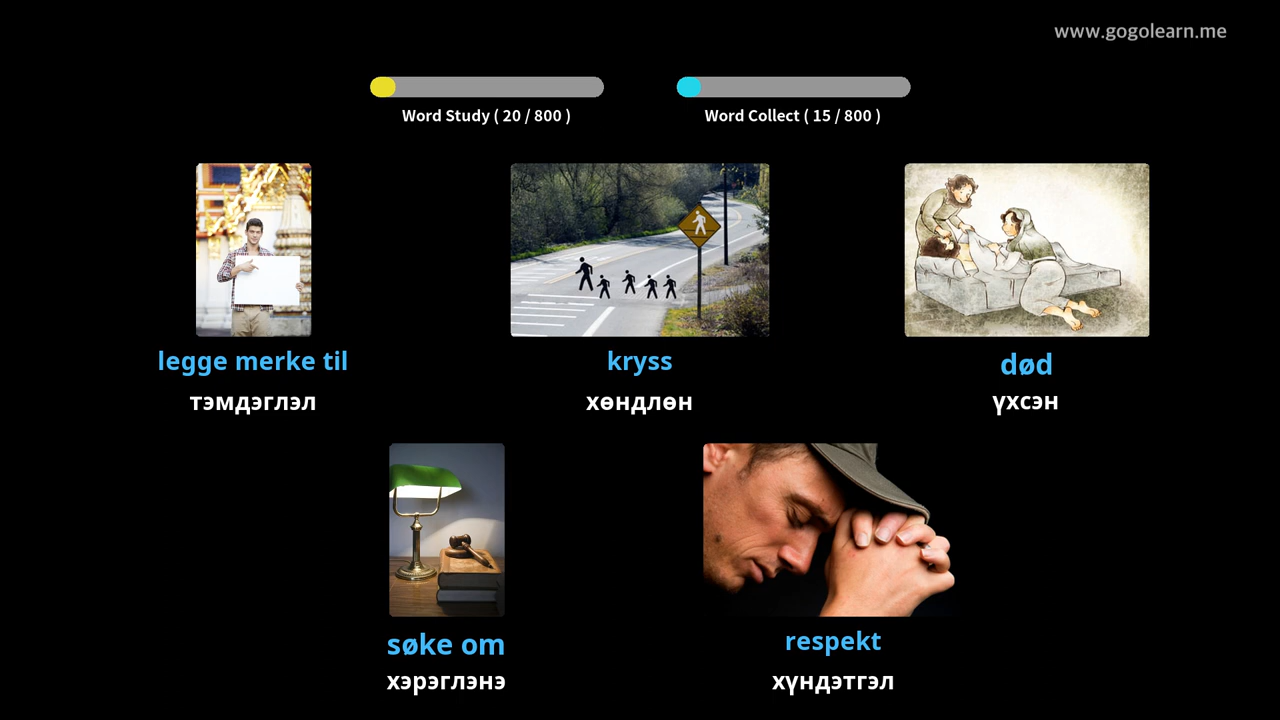 www.gogolearn.me
Word Study ( 20 / 800 )
Word Collect ( 15 / 800 )
legge merke til
kryss
død
тэмдэглэл
хөндлөн
үхсэн
søke om
respekt
хэрэглэнэ
хүндэтгэл